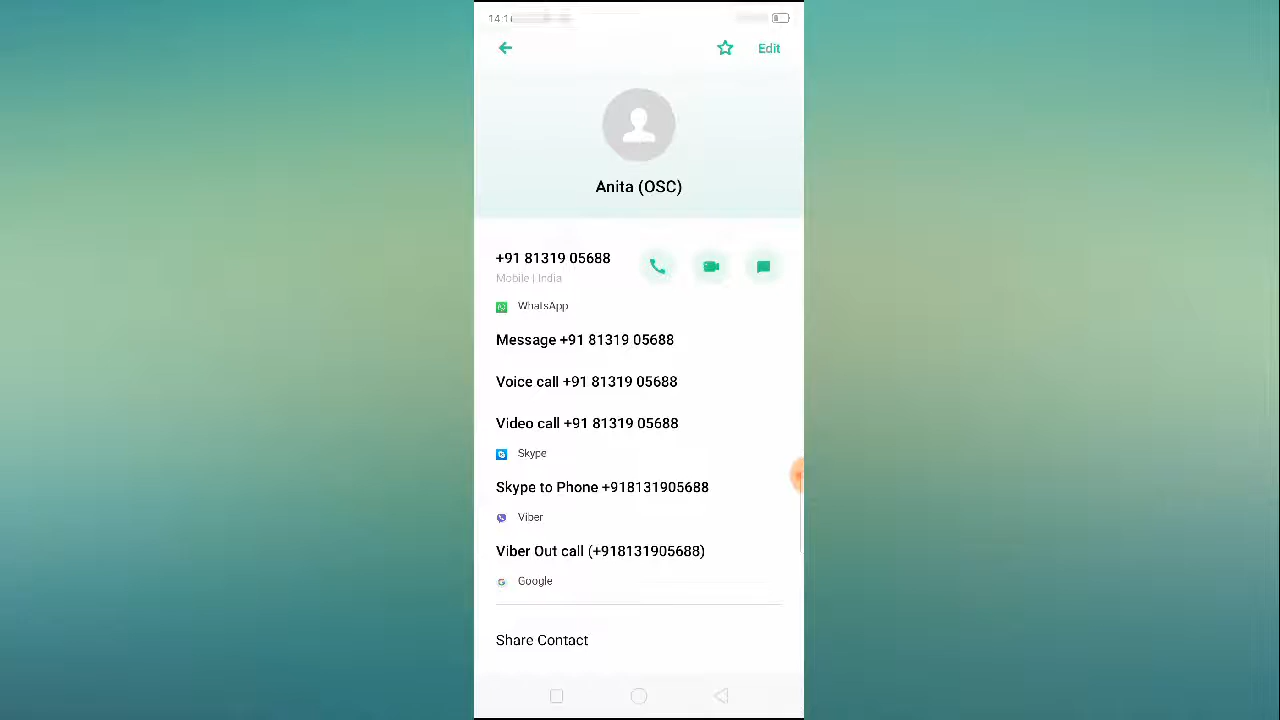 Edit
Anita (OSC)
+91 81319 05688
Mobile | India
WhatsApp
Message +91 81319 05688
Voice call +91 81319 05688
Video call +91 81319 05688
Skype
Skype to Phone +918131905688
Viber
Viber Out call (+918131905688)
Google
Share Contact